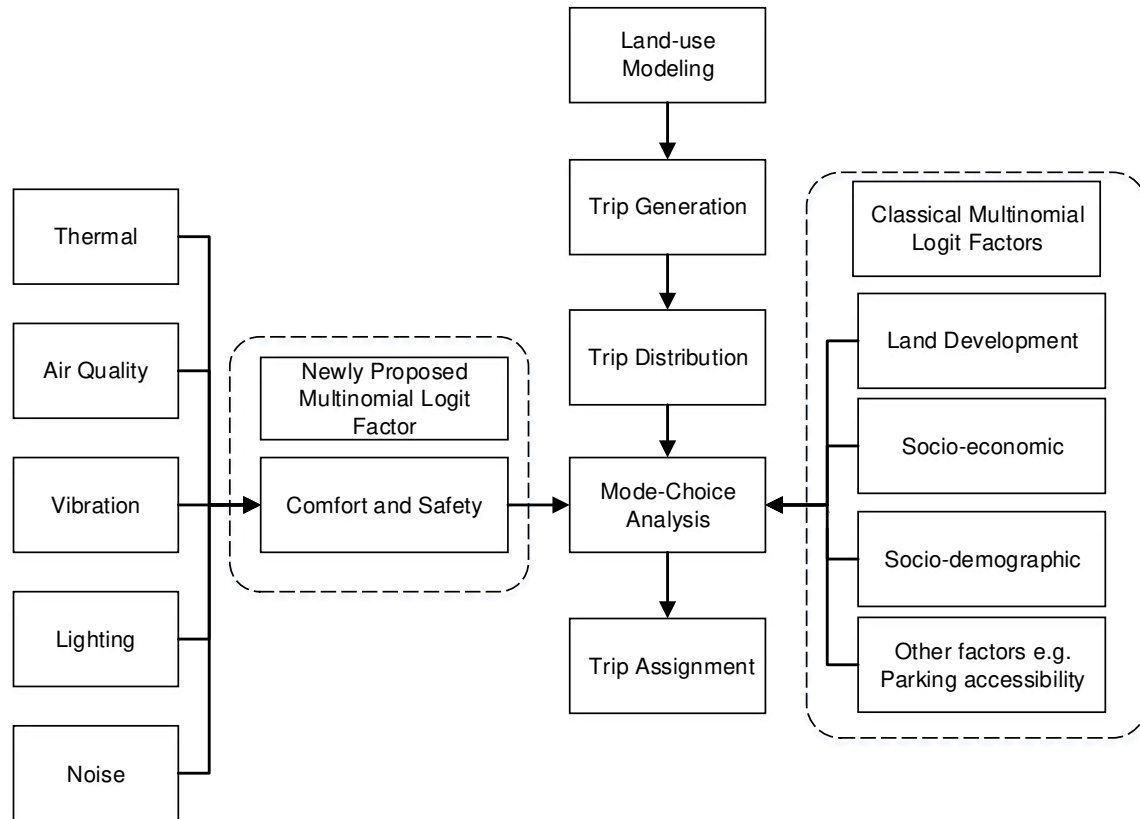 Land-use
Modeling
Trip Generation
Trip Distribution
Mode-Choice
Analysis
Trip Assignment
Thermal
Air Quality
Vibration
Lighting
Noise
Newly Proposed
Multinomial Logit
Factor
Comfort and Safety
Classical Multinomial
Logit Factors
Land Development
Socio-economic
Socio-demographic
Other factors e.g.
Parking accessibility